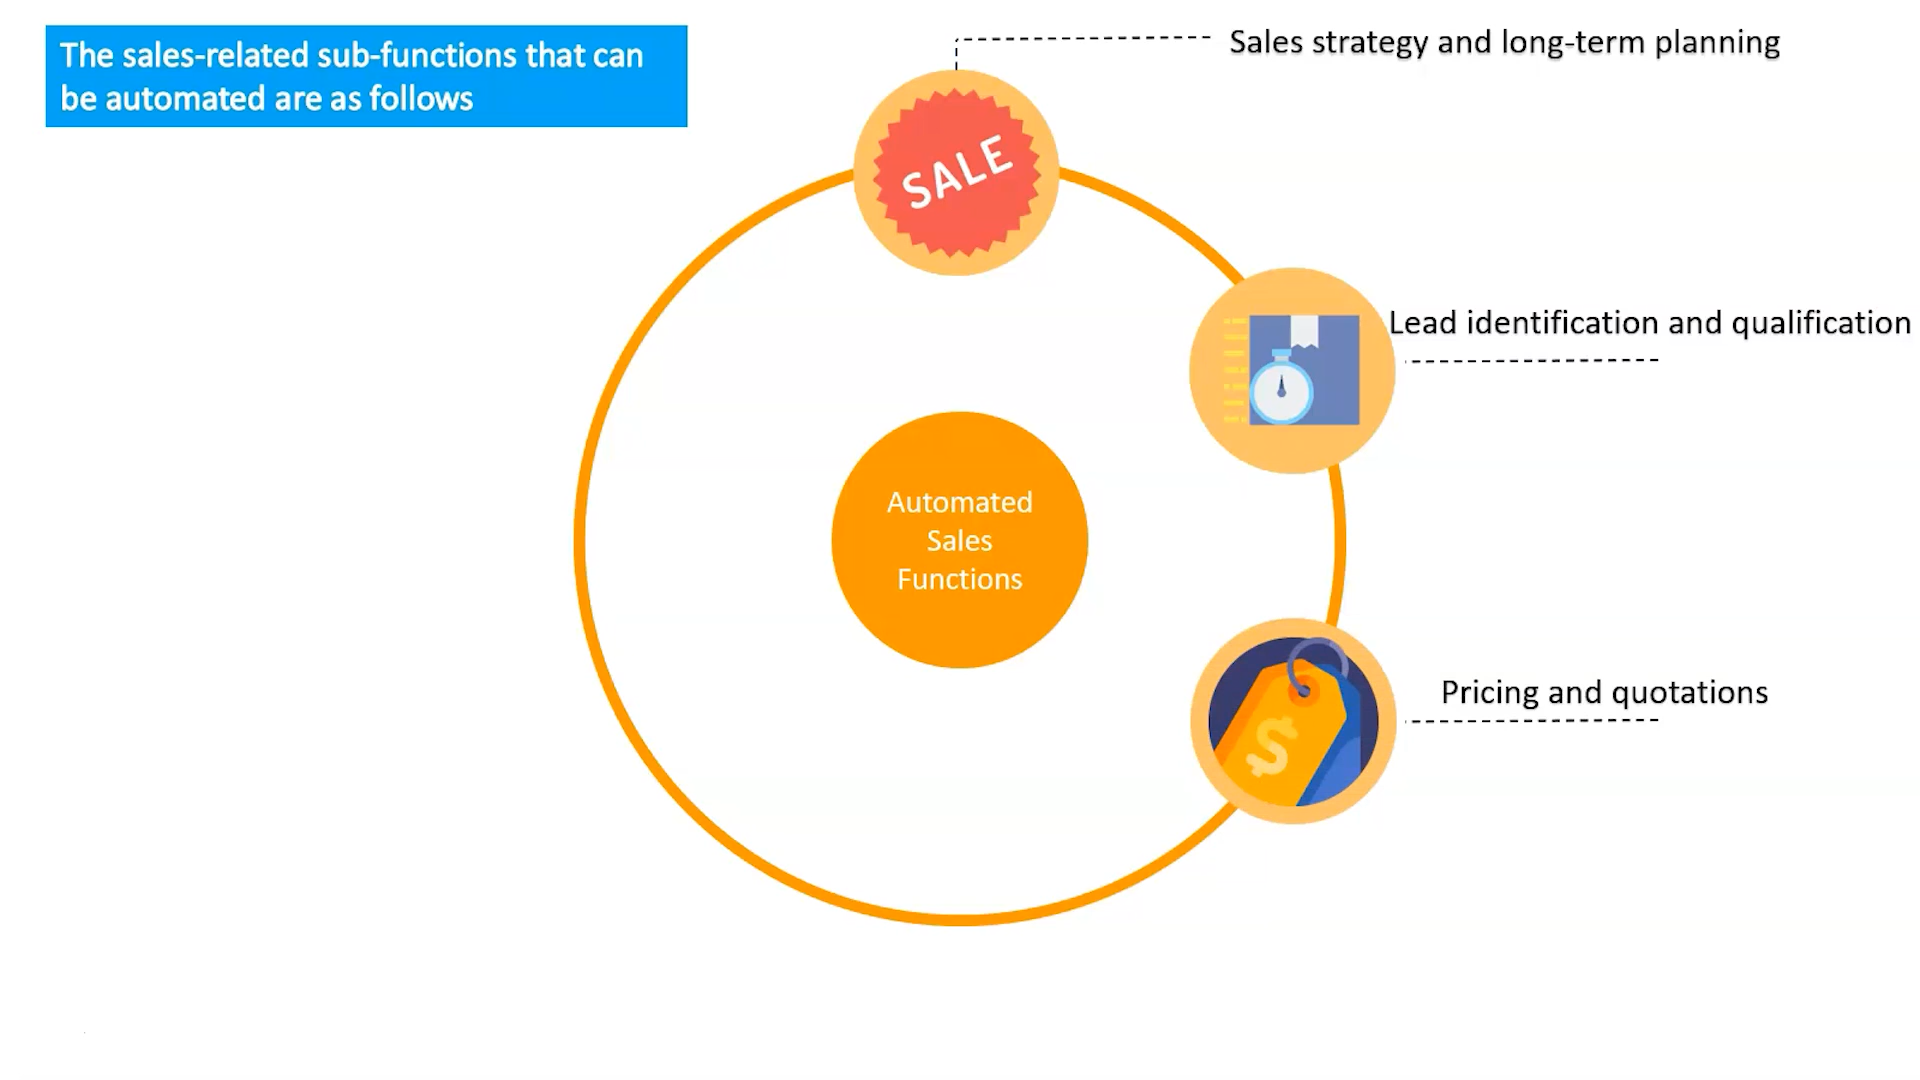 The sales-related sub-functions that can
be automated are as follows
Sales strategy and long-term planning
SALE
Lead identification and qualification
Automated
Sales
Functions
Pricing and quotations
$